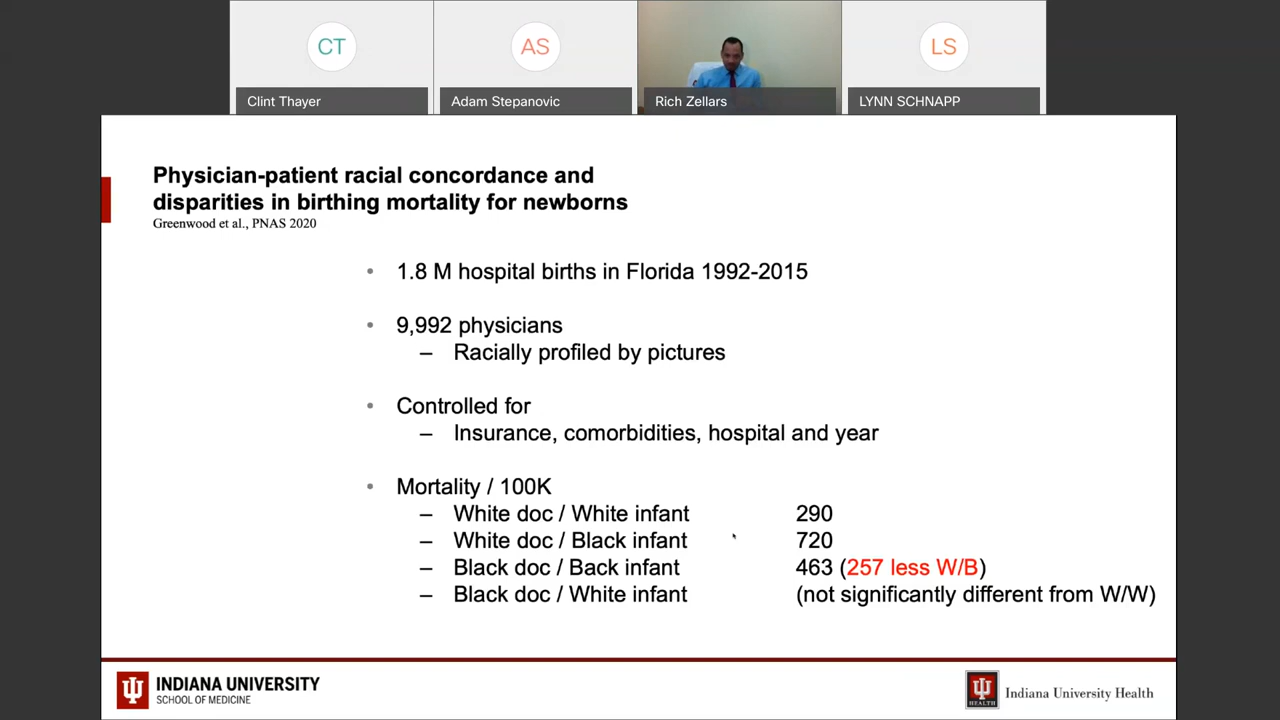 CT
AS
LS
Clint Thayer
Adam Stepanovic
Rich Zellars
LYNN SCHNAPP
Physician-patient racial concordance and
disparities in birthing mortality for newborns
Greenwood et al., PNAS 2020
• 1.8 M hospital births in Florida 1992-2015
• 9,992 physicians
– Racially profiled by pictures
• Controlled for
– Insurance, comorbidities, hospital and year
• Mortality / 100K
– White doc / White infant 290
– White doc / Black infant 720
– Black doc / Back infant 463 (257 less W/B)
– Black doc / White infant (not significantly different from W/W)
INDIANA UNIVERSITY
SCHOOL OF MEDICINE
HEALTH
Indiana University Health